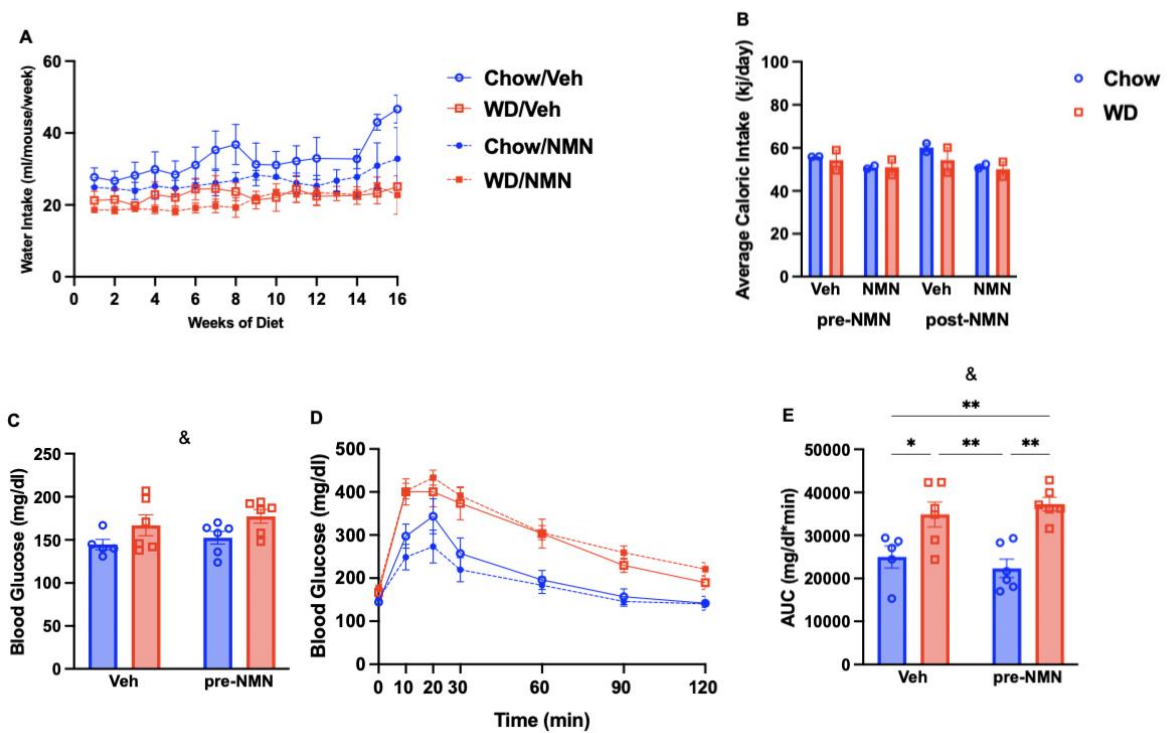 A
Water Intake (ml/mouse/week)
60
40
20
0
0 2 4 6 8 10 12 14 16
Weeks of Diet
Chow/Veh
WD/Veh
Chow/NMN
WD/NMN
B
Average Caloric Intake (kj/day)
100
80
60
40
20
0
Veh NMN Veh NMN
pre-NMN post-NMN
Chow
WD
C
&
Blood Glucose (mg/dl)
250
200
150
100
50
0
Veh pre-NMN
D
Blood Glucose (mg/dl)
500
400
300
200
100
0
0 10 20 30 60 90 120
Time (min)
E
&
**
* ** **
AUC (mg/dl*min)
50000
40000
30000
20000
10000
0
Veh pre-NMN